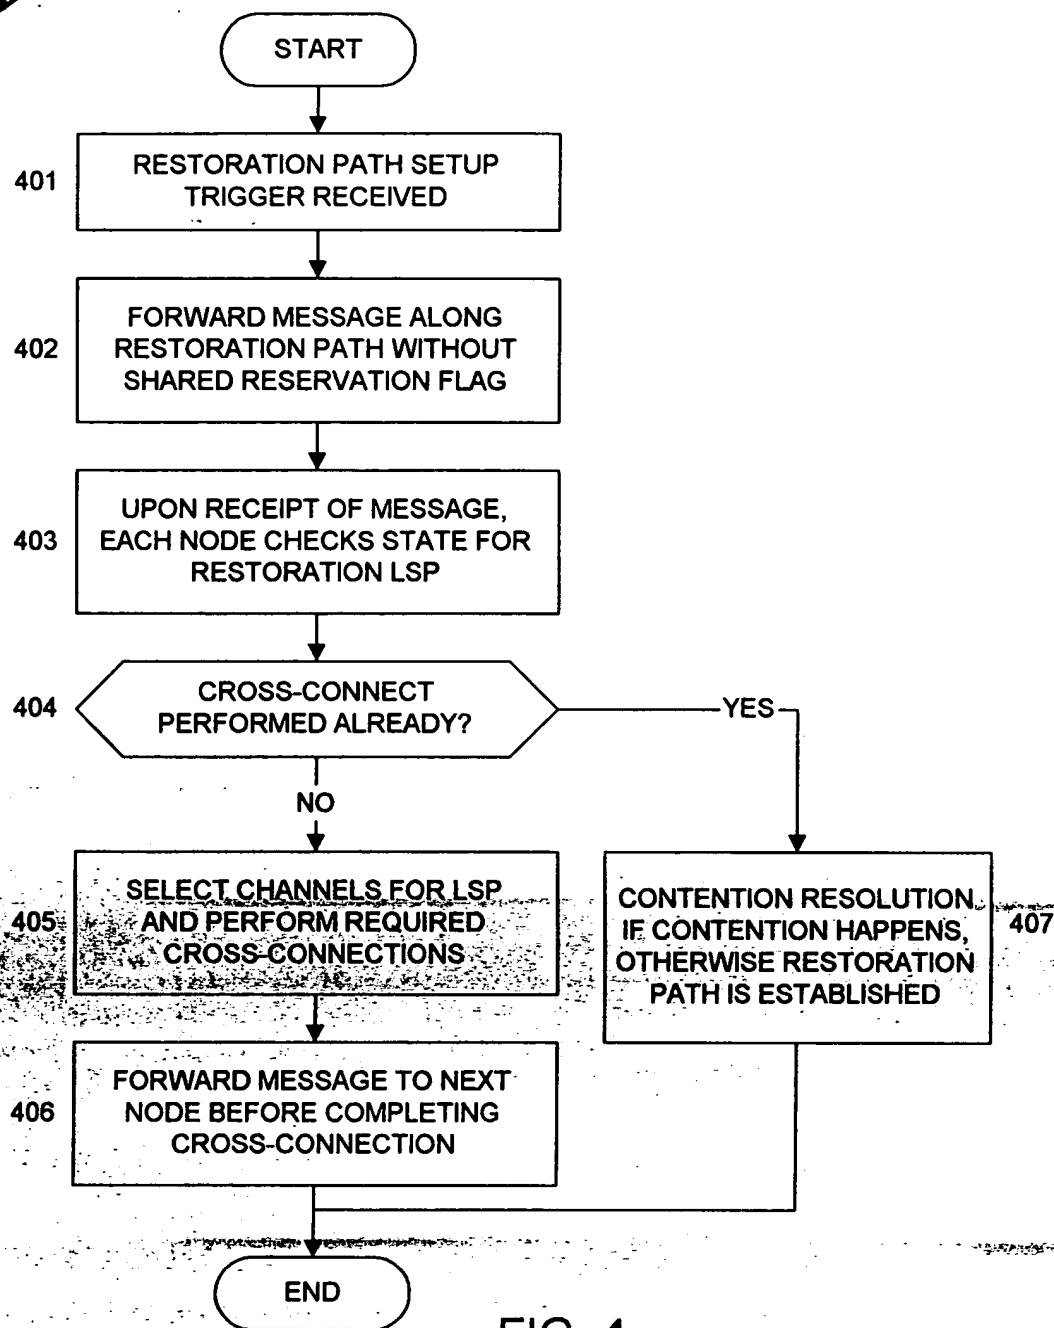 START
401
RESTORATION PATH SETUP
TRIGGER RECEIVED
402
FORWARD MESSAGE ALONG
RESTORATION PATH WITHOUT
SHARED RESERVATION FLAG
403
UPON RECEIPT OF MESSAGE,
EACH NODE CHECKS STATE FOR
RESTORATION LSP
404
CROSS-CONNECT
PERFORMED ALREADY?
YES
NO
405
SELECT CHANNELS FOR LSP
AND PERFORM REQUIRED
CROSS-CONNECTIONS
CONTENTION RESOLUTION
IF CONTENTION HAPPENS,
OTHERWISE RESTORATION
PATH IS ESTABLISHED
407
406
FORWARD MESSAGE TO NEXT
NODE BEFORE COMPLETING
CROSS-CONNECTION
END
FIG. 4